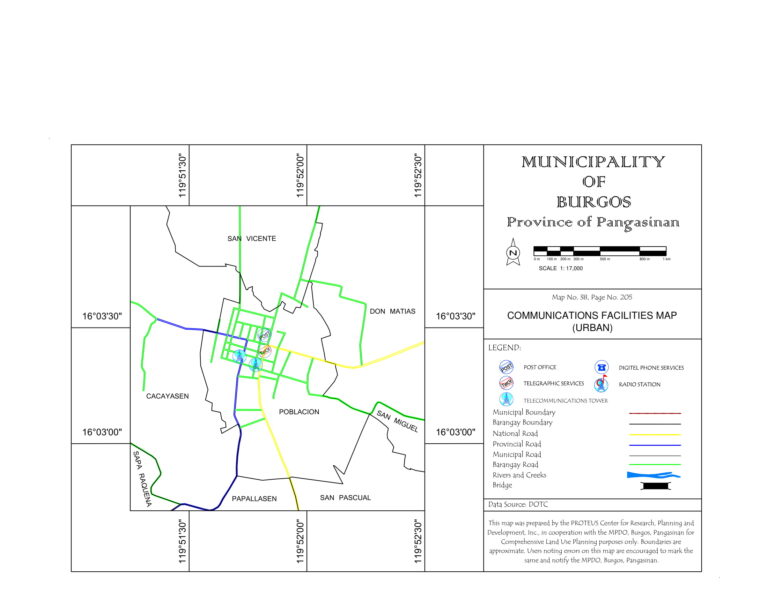 119°51'30"
119°52'00"
119°52'30"
MUNICIPALITY
OF
BURGOS
Province of Pangasinan
N
0 m 100 m 200 m 300 m 500 m 800 m 1 km
SCALE 1: 17,000
Map No. 38, Page No. 205
COMMUNICATIONS FACILITIES MAP
(URBAN)
LEGEND:
POST
POST OFFICE
DIGITEL PHONE SERVICES
TELEGRAPHIC SERVICES
RADIO STATION
TELECOMMUNICATIONS TOWER
Municipal Boundary
Barangay Boundary
National Road
Provincial Road
Municipal Road
Barangay Road
Rivers and Creeks
Bridge
Data Source: DOTC
This map was prepared by the PROTEUS Center for Research, Planning and
Development, Inc., in cooperation with the MPDO, Burgos, Pangasinan for
Comprehensive Land Use Planning purposes only. Boundaries are
approximate. Users noting errors on this map are encouraged to mark the
same and notify the MPDO, Burgos, Pangasinan.
SAN VICENTE
16°03'30"
DON MATIAS
16°03'30"
POST
CACAYASEN
POBLACION
SAN MIGUEL
16°03'00"
16°03'00"
SAPA RAQUENA
PAPALLASEN
SAN PASCUAL
119°51'30"
119°52'00"
119°52'30"